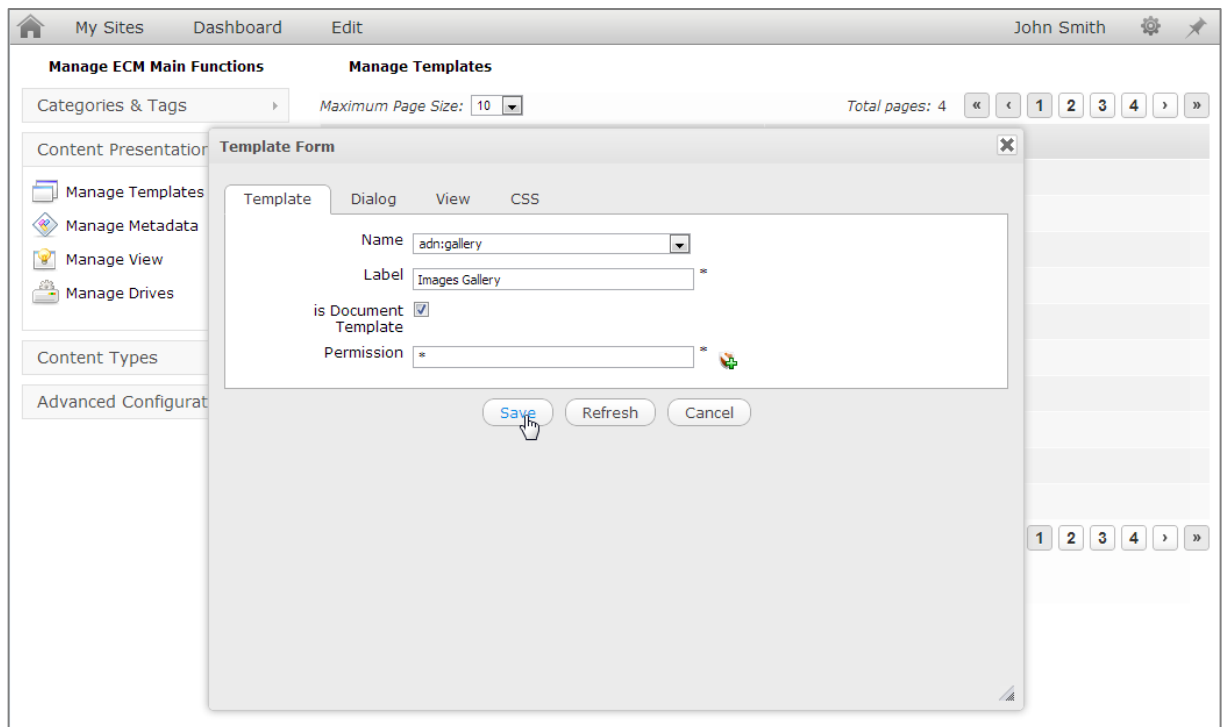 My Sites Dashboard Edit John Smith
Manage ECM Main Functions Manage Templates
Categories & Tags Maximum Page Size: 10 Total pages: 4 « ‹ 1 2 3 4 › »
Content Presentation Template Form
Manage Templates Template Dialog View CSS
Manage Metadata Name adn:gallery
Manage View Label Images Gallery *
Manage Drives is Document
Template
Content Types Permission * *
Advanced Configurat Save Refresh Cancel
1 2 3 4 › »